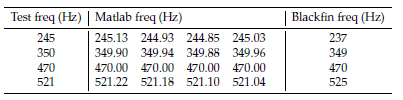 Test freq (Hz) Matlab freq (Hz) Blackfin freq (Hz)
245 245.13 244.93 244.85 245.03 237
350 349.90 349.94 349.88 349.96 349
470 470.00 470.00 470.00 470.00 470
521 521.22 521.18 521.10 521.04 525